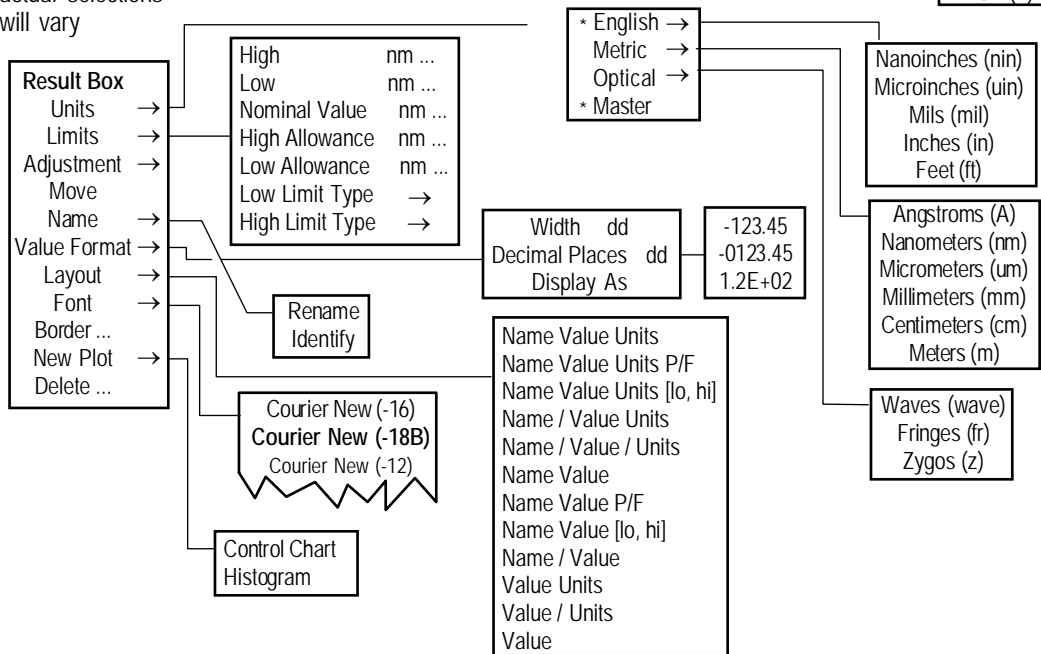 actual selections
will vary
Result Box
Units →
Limits →
Adjustment →
Move
Name →
Value Format →
Layout →
Font →
Border ...
New Plot →
Delete ...
High nm ...
Low nm ...
Nominal Value nm ...
High Allowance nm ...
Low Allowance nm ...
Low Limit Type →
High Limit Type →
* English →
Metric →
Optical →
* Master
Nanoinches (nin)
Microinches (uin)
Mils (mil)
Inches (in)
Feet (ft)
Angstroms (A)
Nanometers (nm)
Micrometers (um)
Millimeters (mm)
Centimeters (cm)
Meters (m)
Waves (wave)
Fringes (fr)
Zygos (z)
Width dd
Decimal Places dd
Display As
-123.45
-0123.45
1.2E+02
Rename
Identify
Name Value Units
Name Value Units P/F
Name Value Units [lo, hi]
Name / Value Units
Name / Value / Units
Name Value
Name Value P/F
Name Value [lo, hi]
Name / Value
Value Units
Value / Units
Value
Courier New (-16)
Courier New (-18B)
Courier New (-12)
Control Chart
Histogram